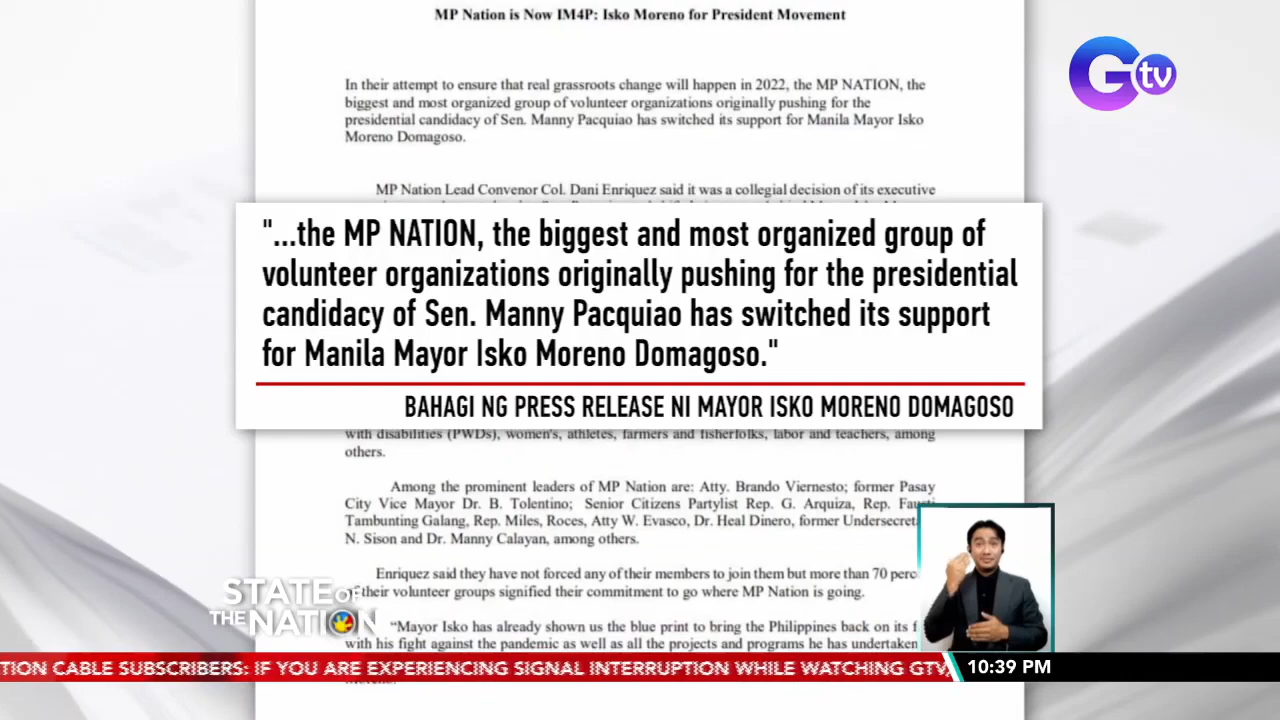 MP Nation is Now IM4P: Isko Moreno for President Movement
In their attempt to ensure that real grassroots change will happen in 2022, the MP NATION, the
biggest and most organized group of volunteer organizations originally pushing for the
presidential candidacy of Sen. Manny Pacquiao has switched its support for Manila Mayor Isko
Moreno Domagoso.
Gtv
MP Nation Lead Convenor Col. Dani Enriquez said it was a collegial decision of its executive
"...the MP NATION, the biggest and most organized group of
volunteer organizations originally pushing for the presidential
candidacy of Sen. Manny Pacquiao has switched its support
for Manila Mayor Isko Moreno Domagoso."
BAHAGI NG PRESS RELEASE NI MAYOR ISKO MORENO DOMAGOSO
with disabilities (PWDs), women's, athletes, farmers and fisherfolks, labor and teachers, among
others.
Among the prominent leaders of MP Nation are: Atty. Brando Viernesto; former Pasay
City Vice Mayor Dr. B. Tolentino; Senior Citizens Partylist Rep. G. Arquiza, Rep.
Tambunting Galang, Rep. Miles, Roces, Atty W. Evasco, Dr. Heal Dinero, former
N. Sison and Dr. Manny Calayan, among others.
Enriquez said they have not forced any of their members to join them but more than 70
their volunteer groups signified their commitment to go where MP Nation is going.
"Mayor Isko has already shown us the blue print to bring the Philippines back on its
with his fight against the pandemic as well as all the projects and programs he has undertaken
STATE OF
THE NATION
TION CABLE SUBSCRIBERS: IF YOU ARE EXPERIENCING SIGNAL INTERRUPTION WHILE WATCHING GTV,
10:39 PM